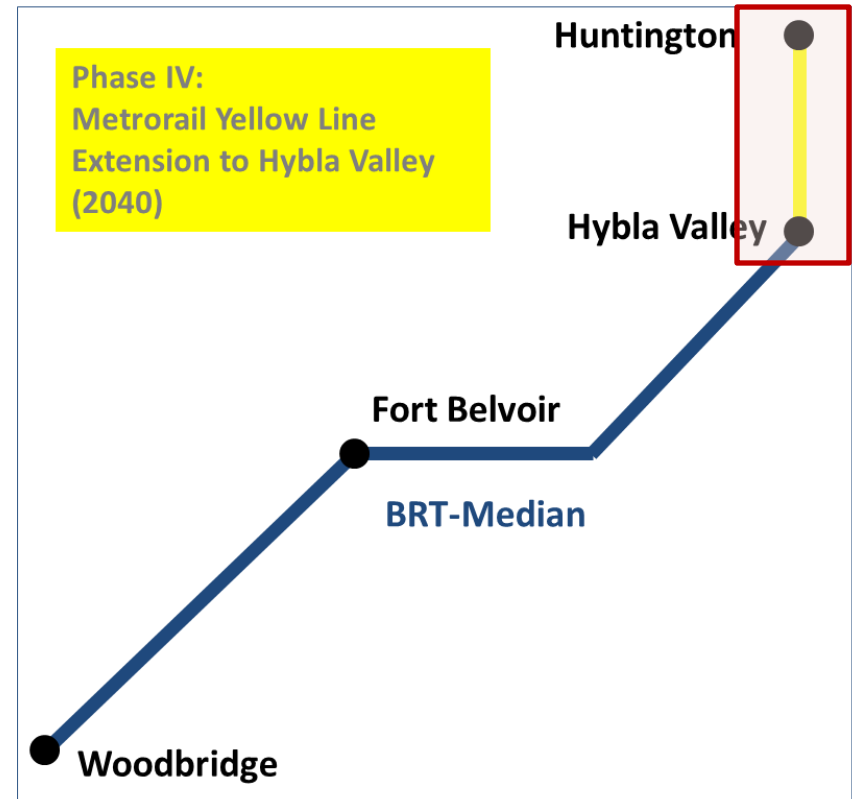 Huntington
Phase IV:
Metrorail Yellow Line
Extension to Hybla Valley
(2040)
Hybla Valley
Fort Belvoir
BRT-Median
Woodbridge